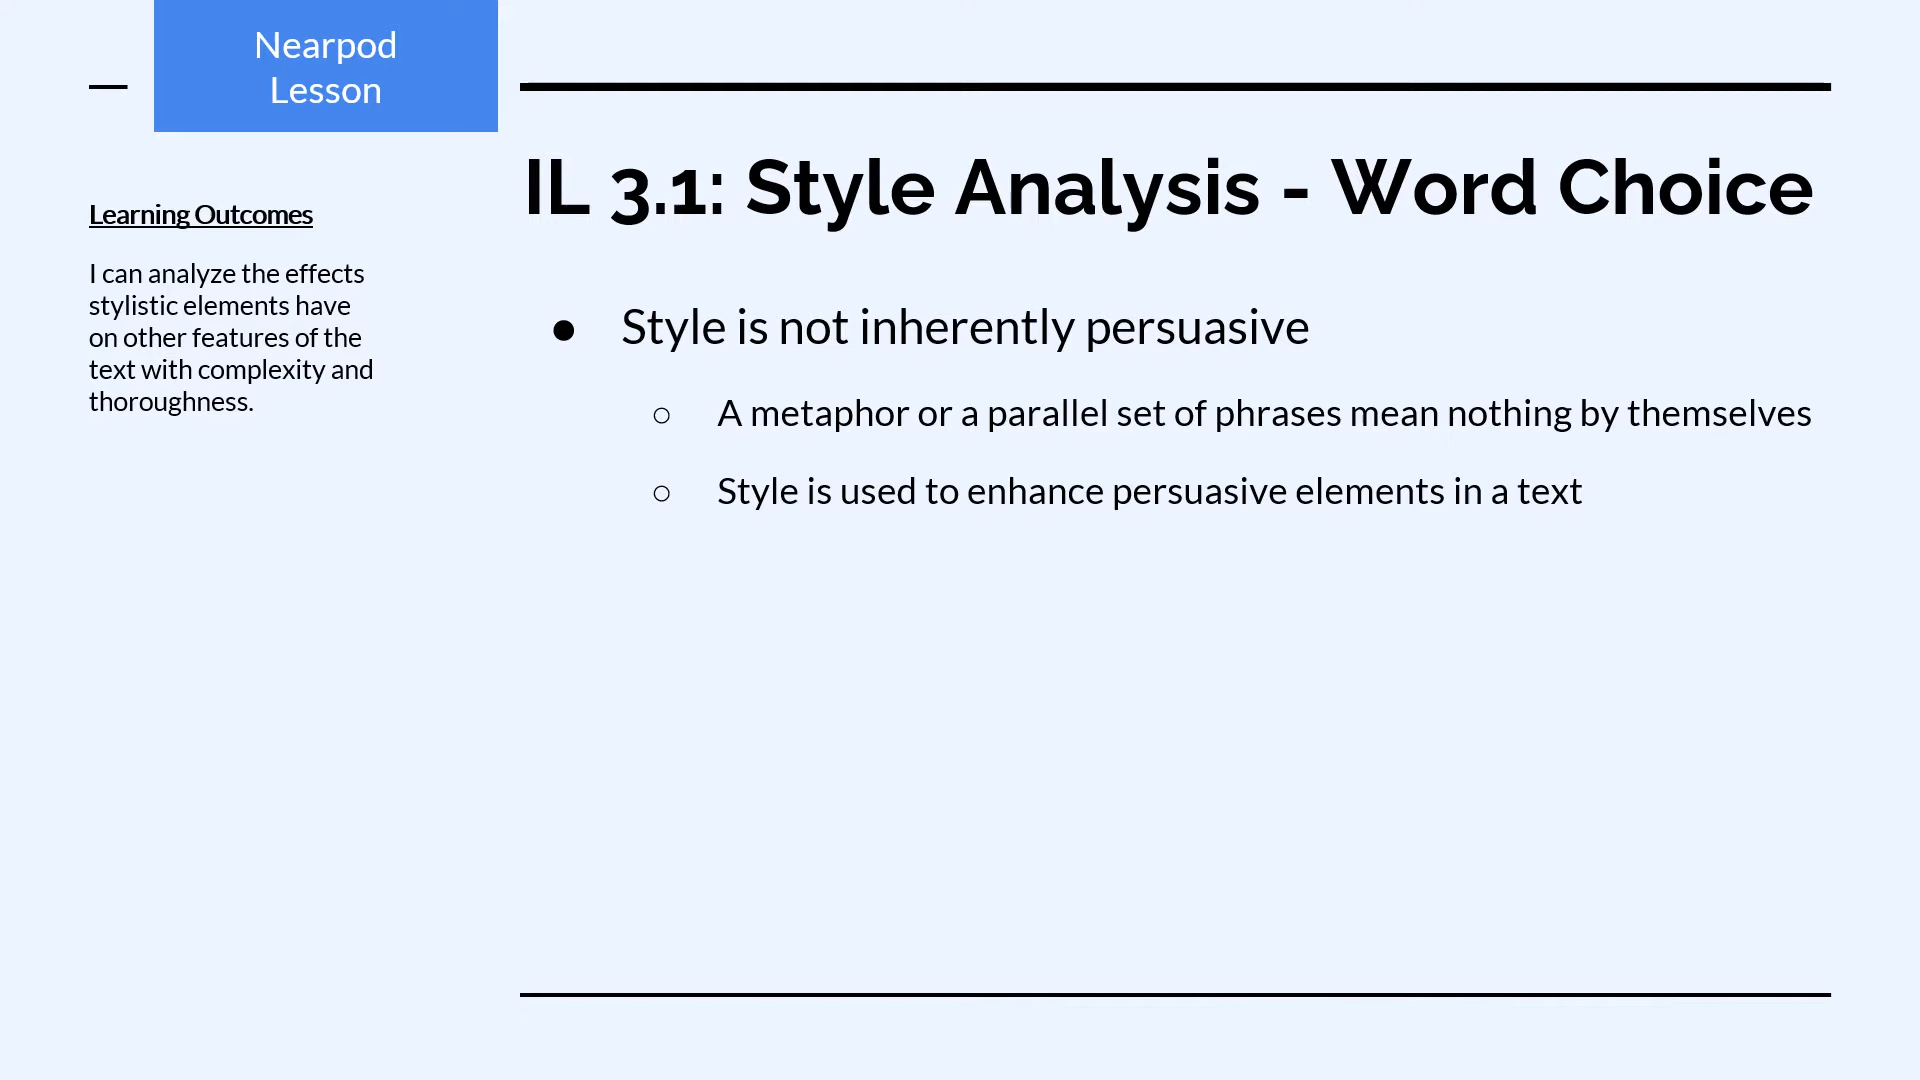 Nearpod
Lesson
Learning Outcomes
I can analyze the effects
stylistic elements have
on other features of the
text with complexity and
thoroughness.
IL 3.1: Style Analysis - Word Choice
● Style is not inherently persuasive
○ A metaphor or a parallel set of phrases mean nothing by themselves
○ Style is used to enhance persuasive elements in a text